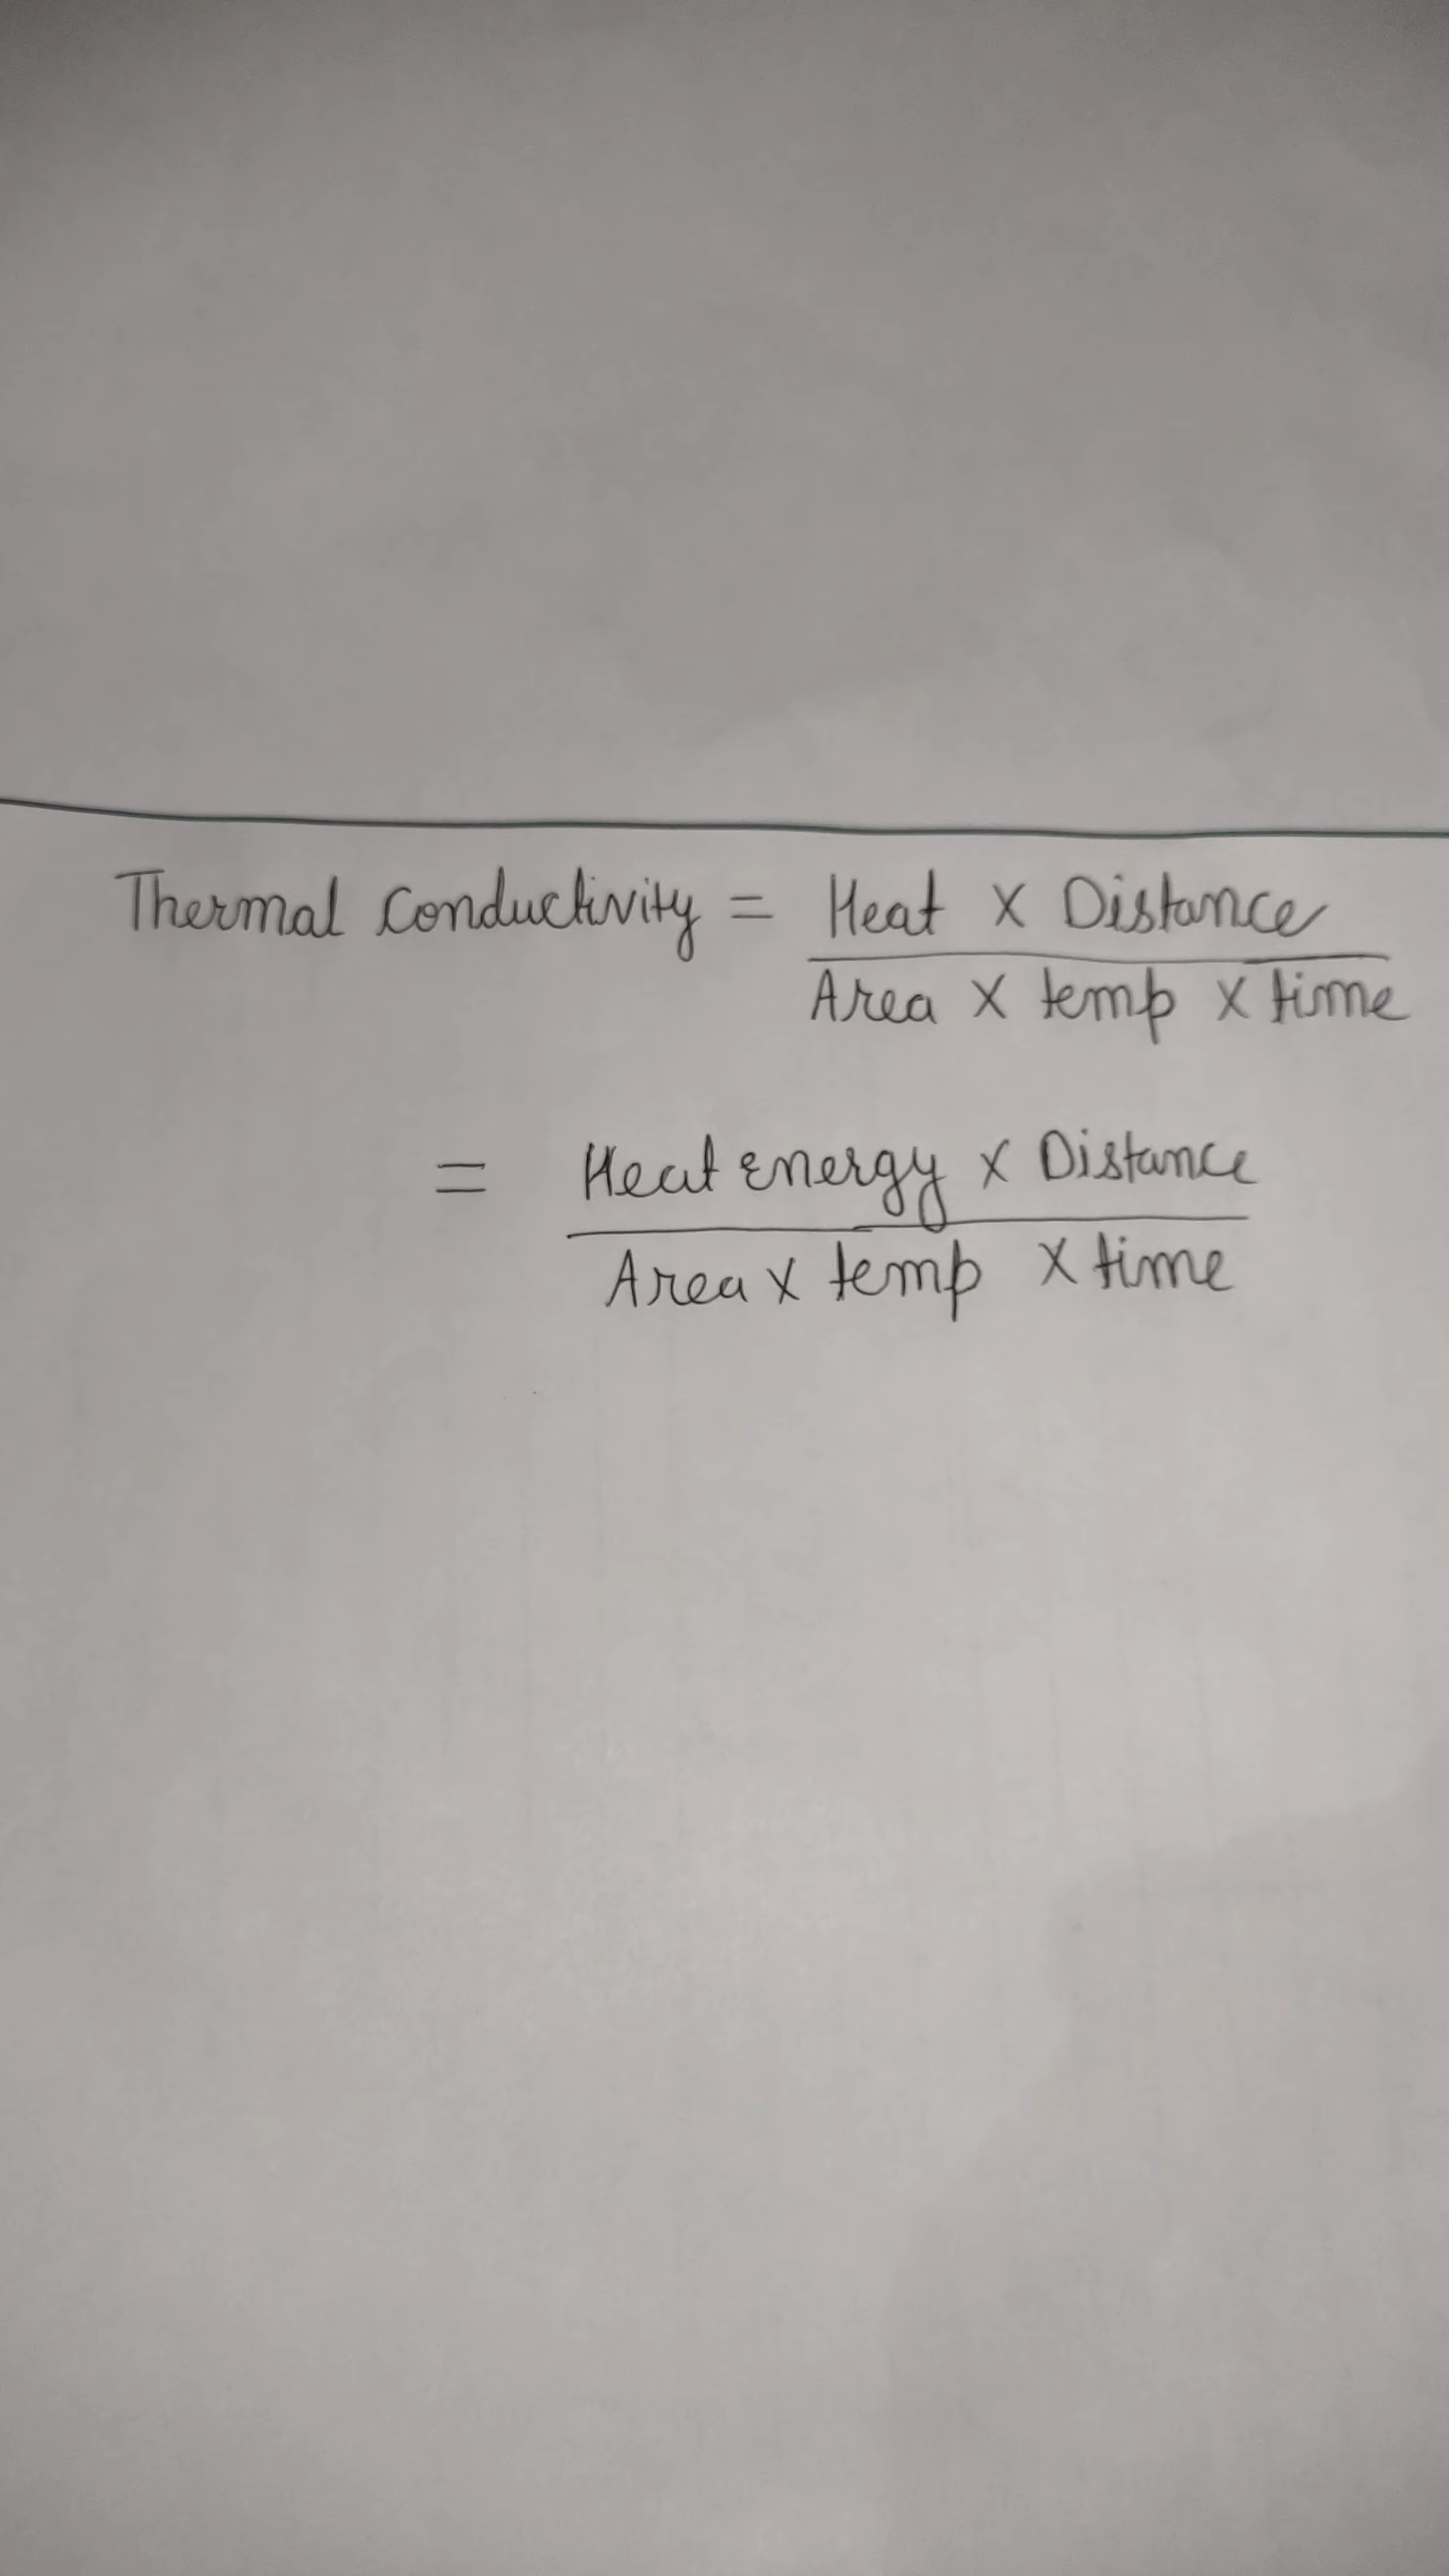 Thermal Conductivity = Heat X Distance
Area X temp X time
= Heat Energy X Distance
Area X temp X time